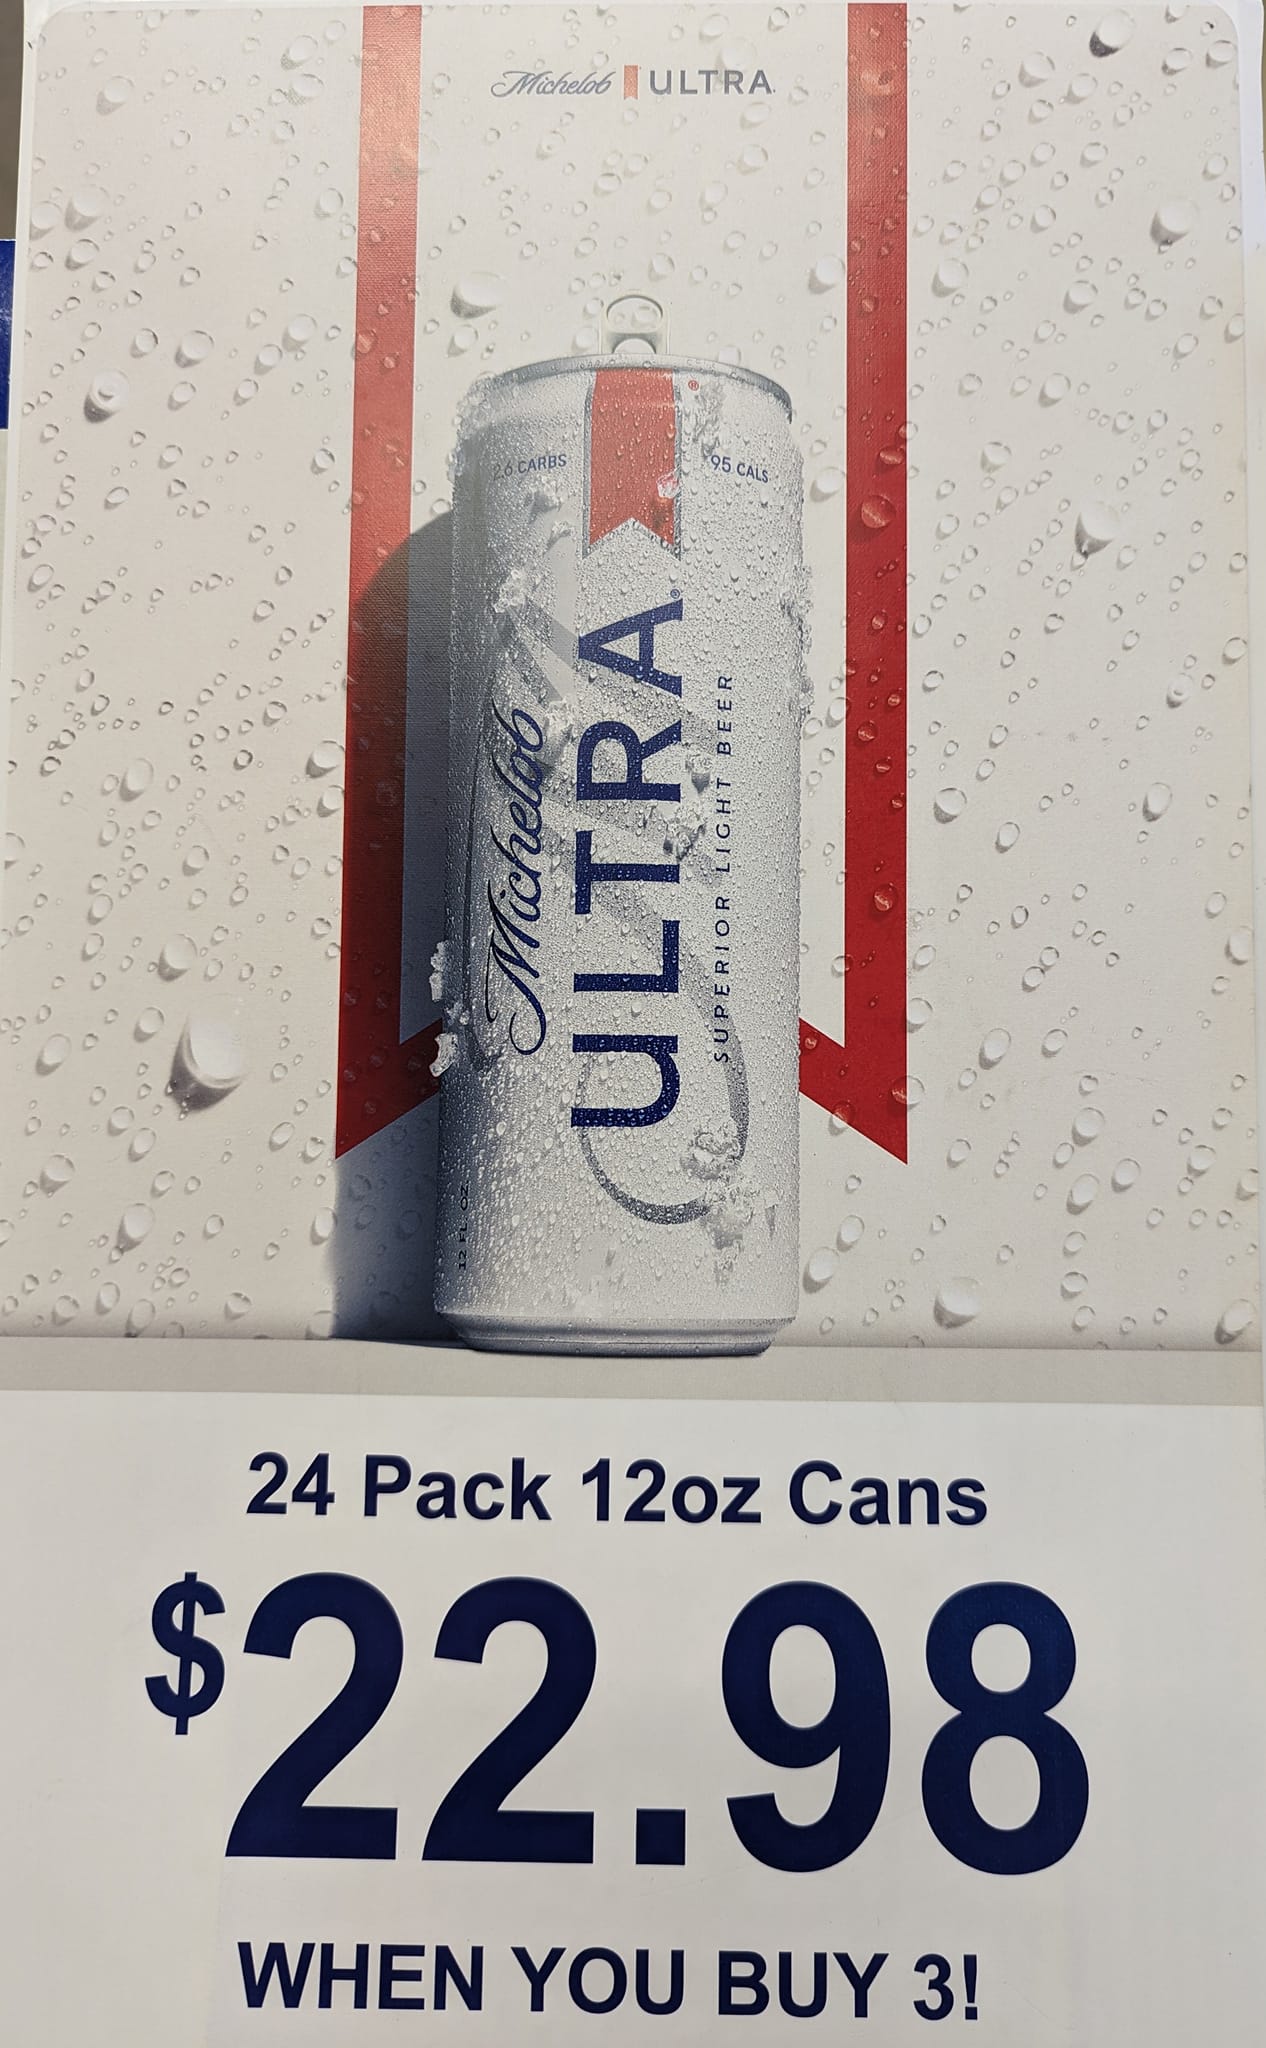 Michelob ULTRA
2.6 CARBS
95 CALS
Michelob
ULTRA
SUPERIOR LIGHT BEER
12 FL. OZ.
24 Pack 12oz Cans
$22.98
WHEN YOU BUY 3!